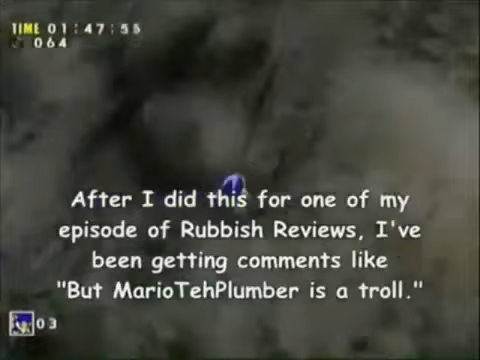 TIME 01:47:55
064
After I did this for one of my
episode of Rubbish Reviews, I've
been getting comments like
"But MarioTehPlumber is a troll."
03